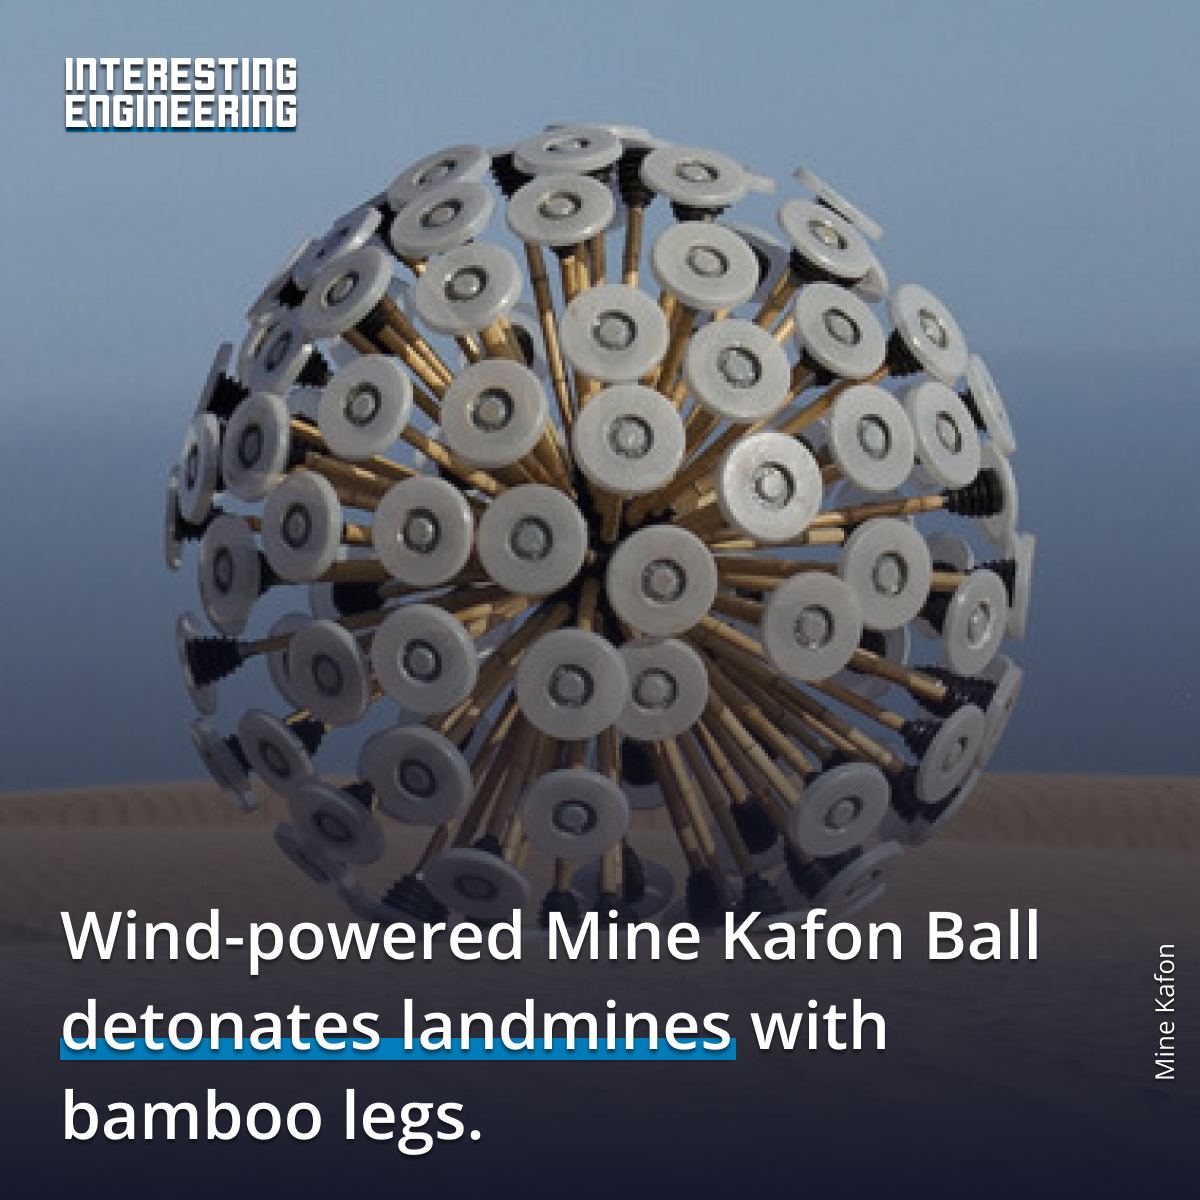 INTERESTING
ENGINEERING
Wind-powered Mine Kafon Ball
detonates landmines with
bamboo legs.
Mine Kafon